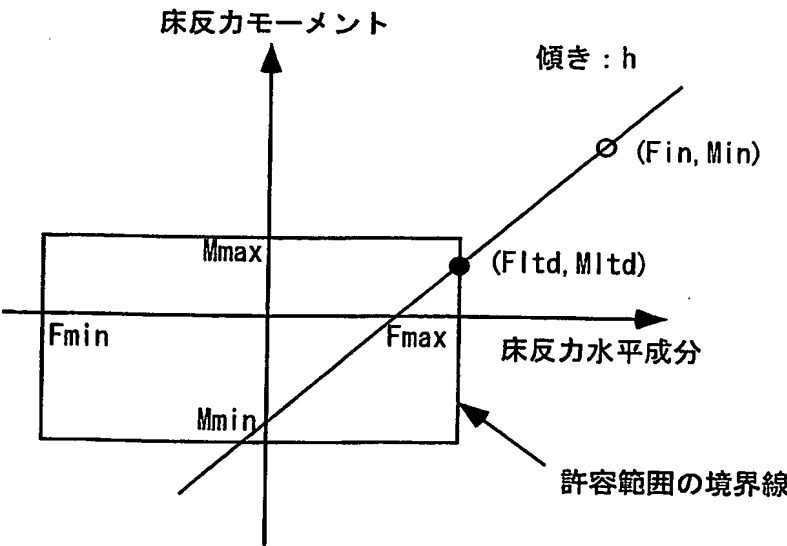 床反力モーメント
傾き：h
(Fin, Min)
Mmax
(Fltd, Mltd)
Fmin
Fmax
床反力水平成分
Mmin
許容範囲の境界線